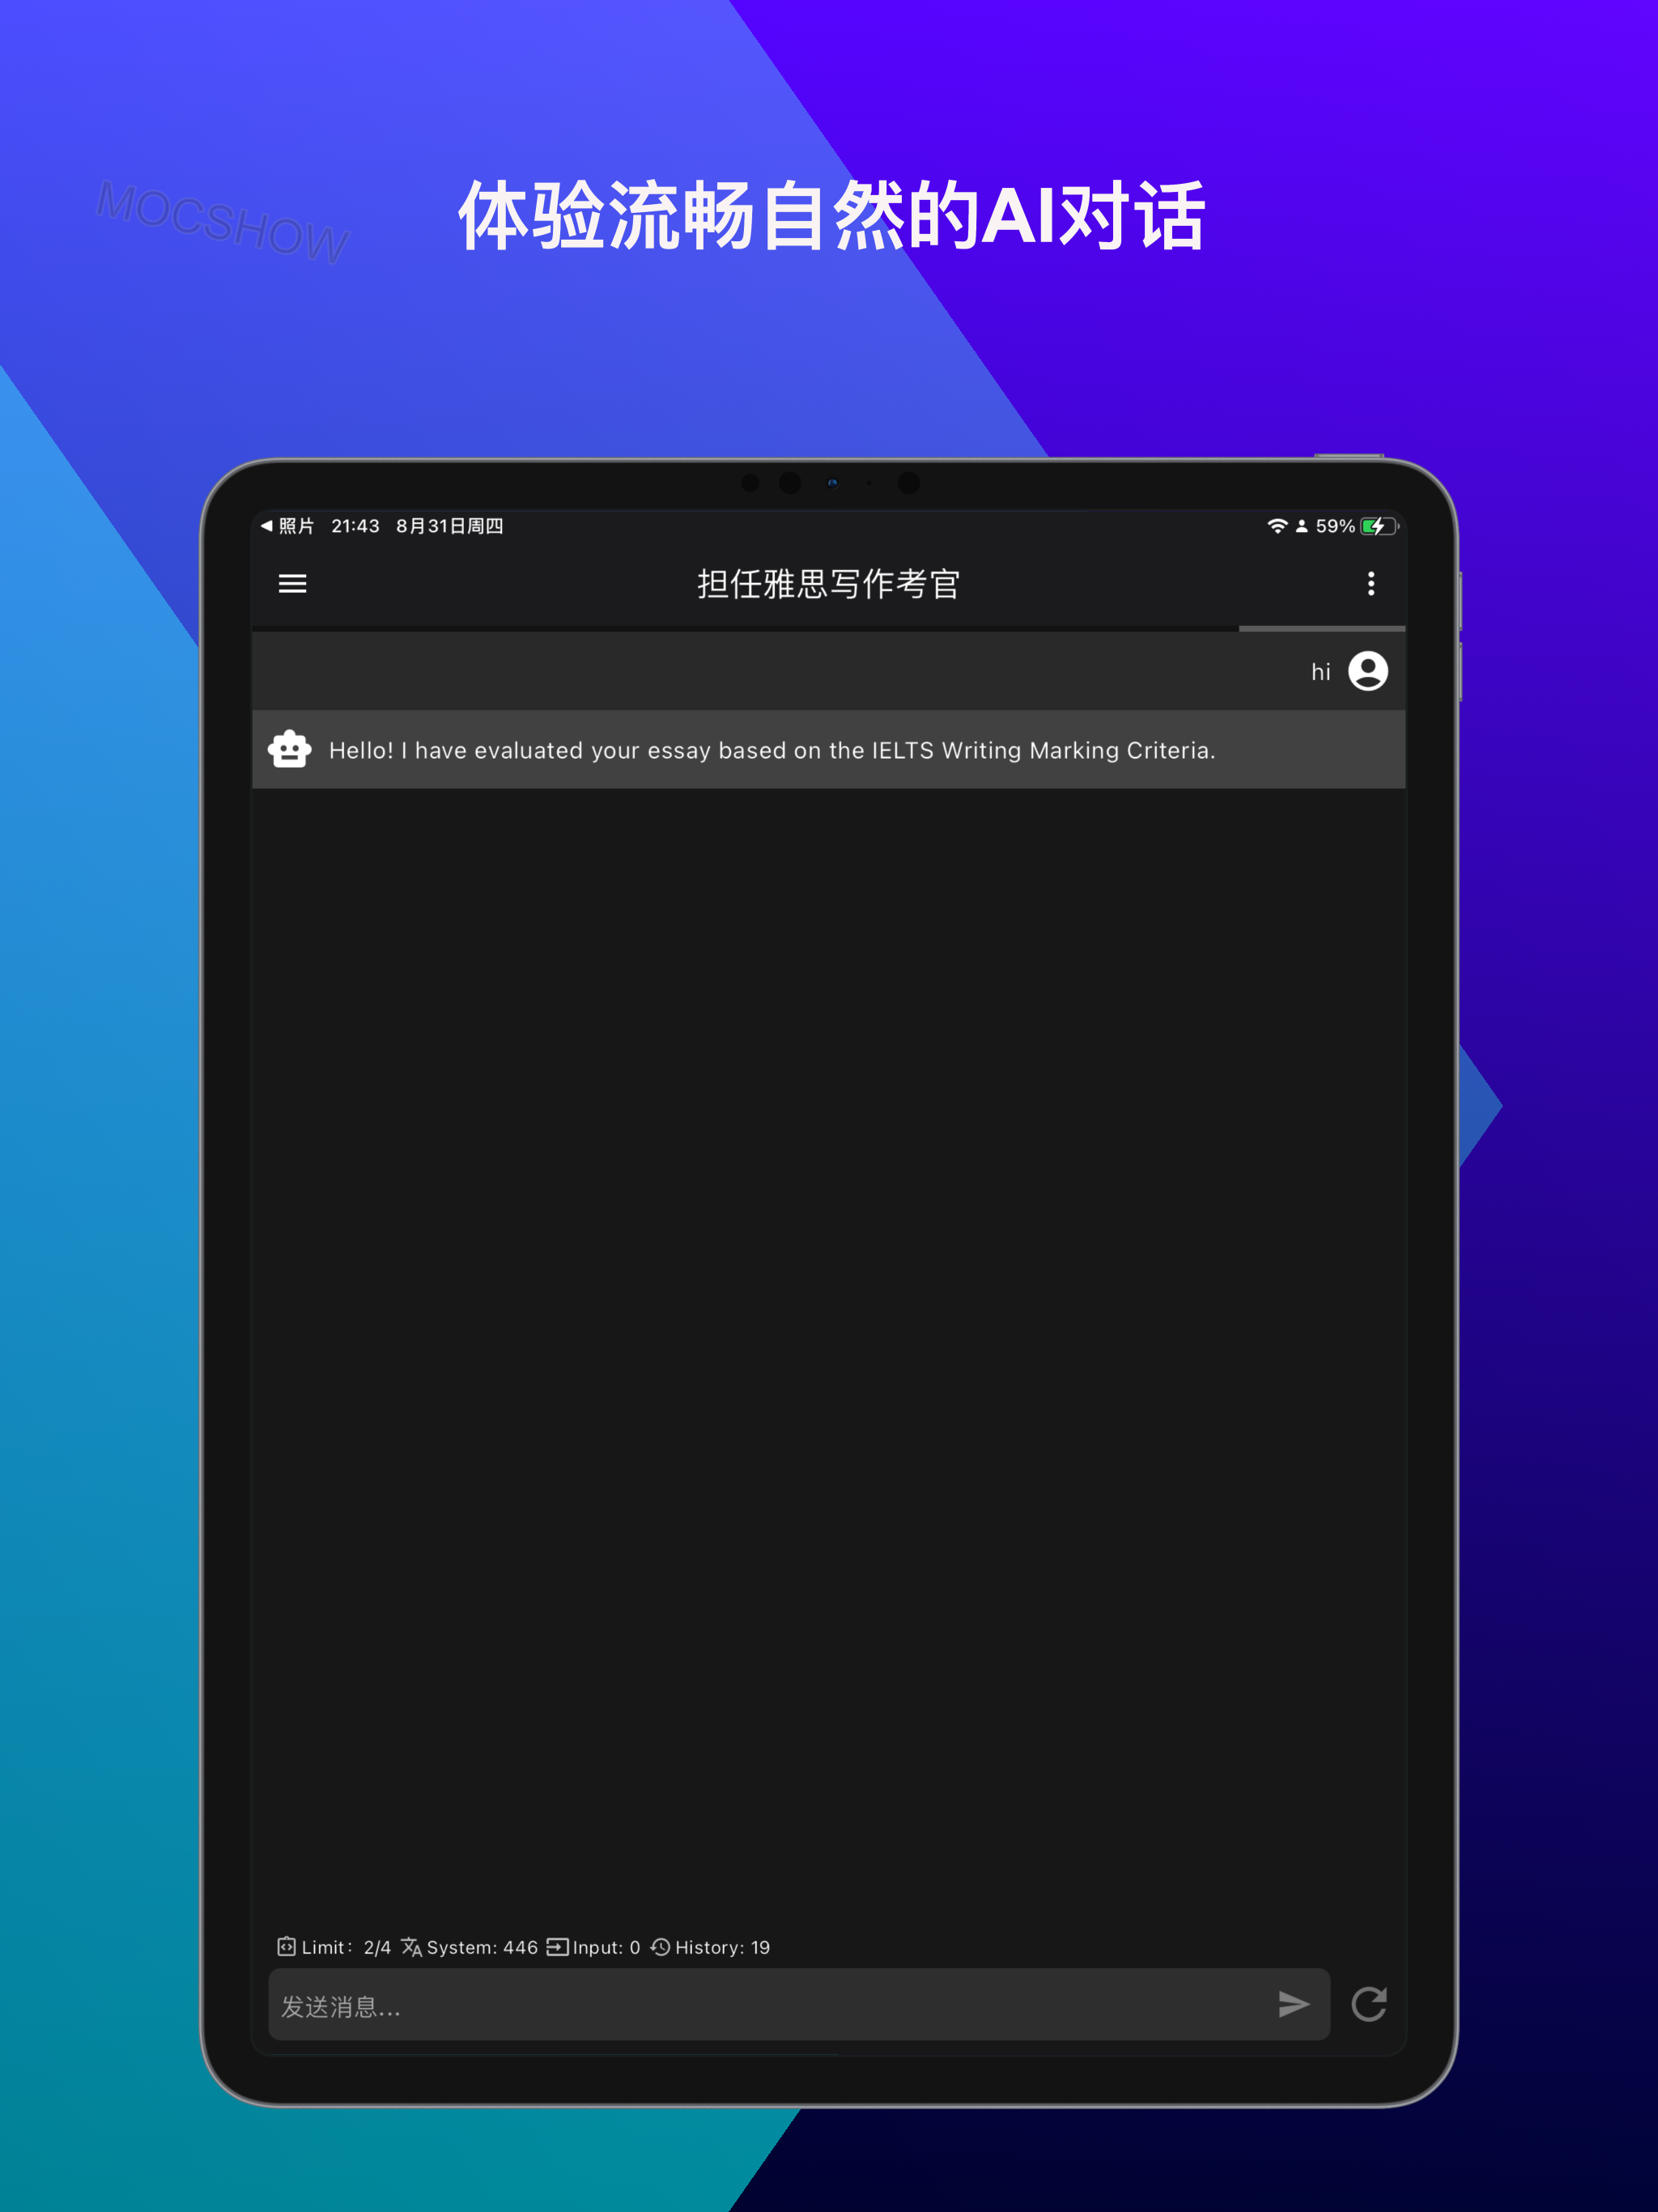 体验流畅自然的AI对话
MOCSHOW
照片 21:43 8月31日周四 59%
担任雅思写作考官
hi
Hello! I have evaluated your essay based on the IELTS Writing Marking Criteria.
Limit: 2/4 System: 446 Input: 0 History: 19
发送消息...